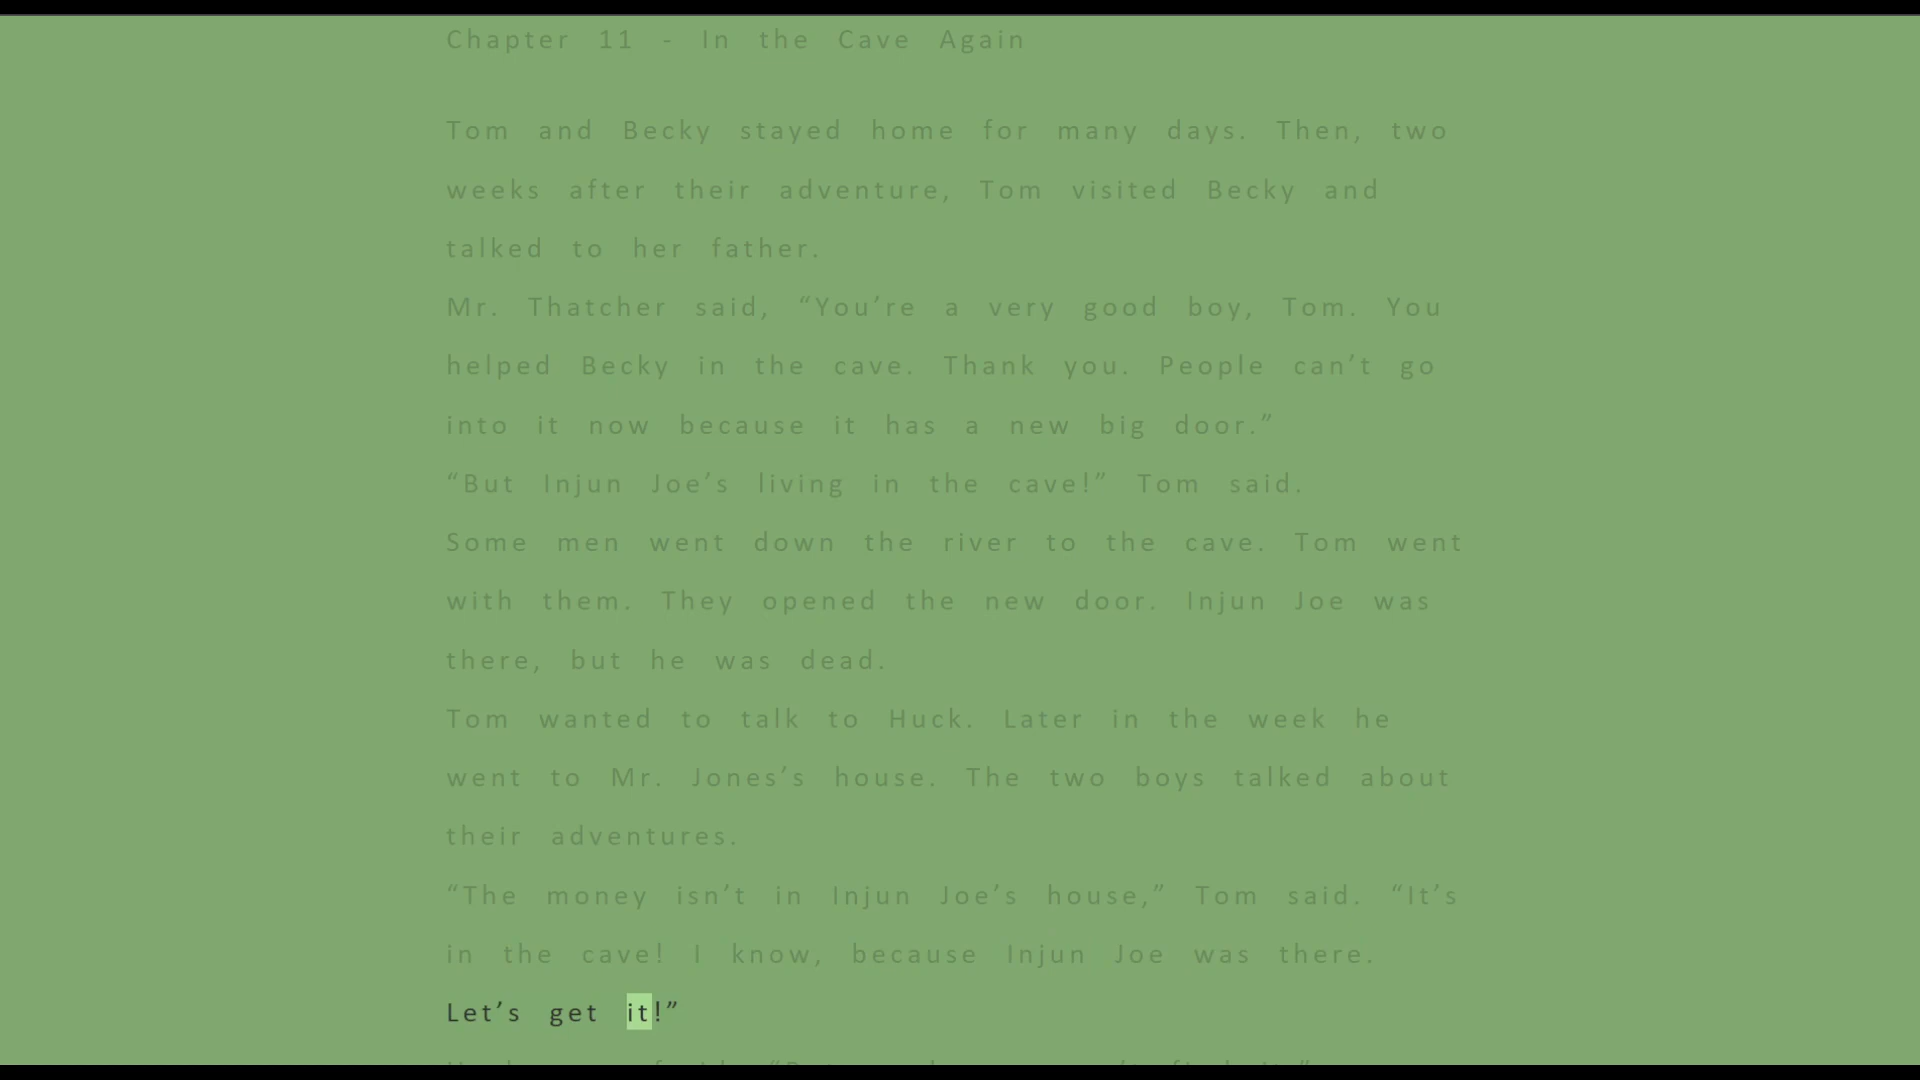 Chapter 11 - In the Cave Again
Tom and Becky stayed home for many days. Then, two
weeks after their adventure, Tom visited Becky and
talked to her father.
Mr. Thatcher said, “You’re a very good boy, Tom. You
helped Becky in the cave. Thank you. People can’t go
into it now because it has a new big door.”
“But Injun Joe’s living in the cave!” Tom said.
Some men went down the river to the cave. Tom went
with them. They opened the new door. Injun Joe was
there, but he was dead.
Tom wanted to talk to Huck. Later in the week he
went to Mr. Jones’s house. The two boys talked about
their adventures.
“The money isn’t in Injun Joe’s house,” Tom said. “It’s
in the cave! I know, because Injun Joe was there.
Let’s get it!”